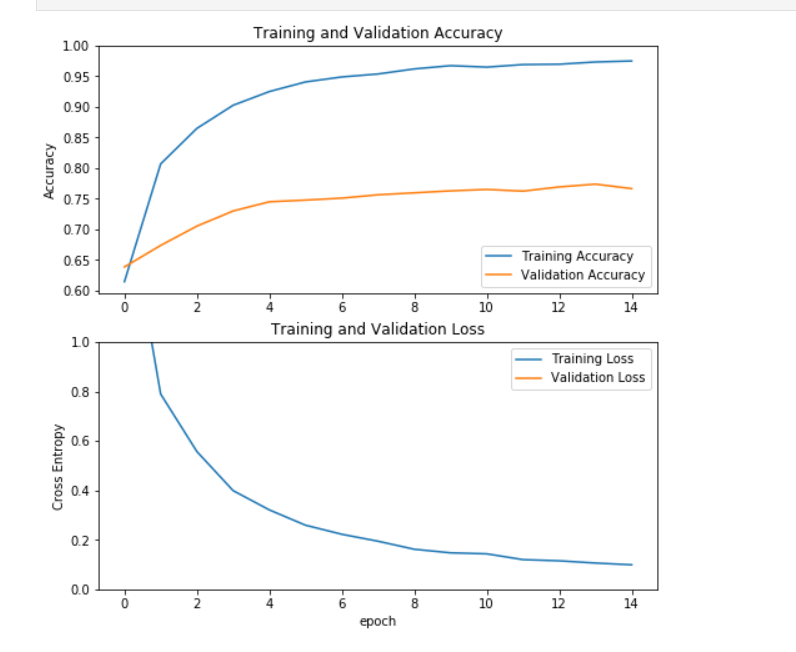 Training and Validation Accuracy
1.00
0.95
0.90
0.85
0.80
0.75
0.70
0.65
0.60
Accuracy
Training Accuracy
Validation Accuracy
0 2 4 6 8 10 12 14
Training and Validation Loss
1.0
0.8
0.6
0.4
0.2
0.0
Cross Entropy
Training Loss
Validation Loss
0 2 4 6 8 10 12 14
epoch